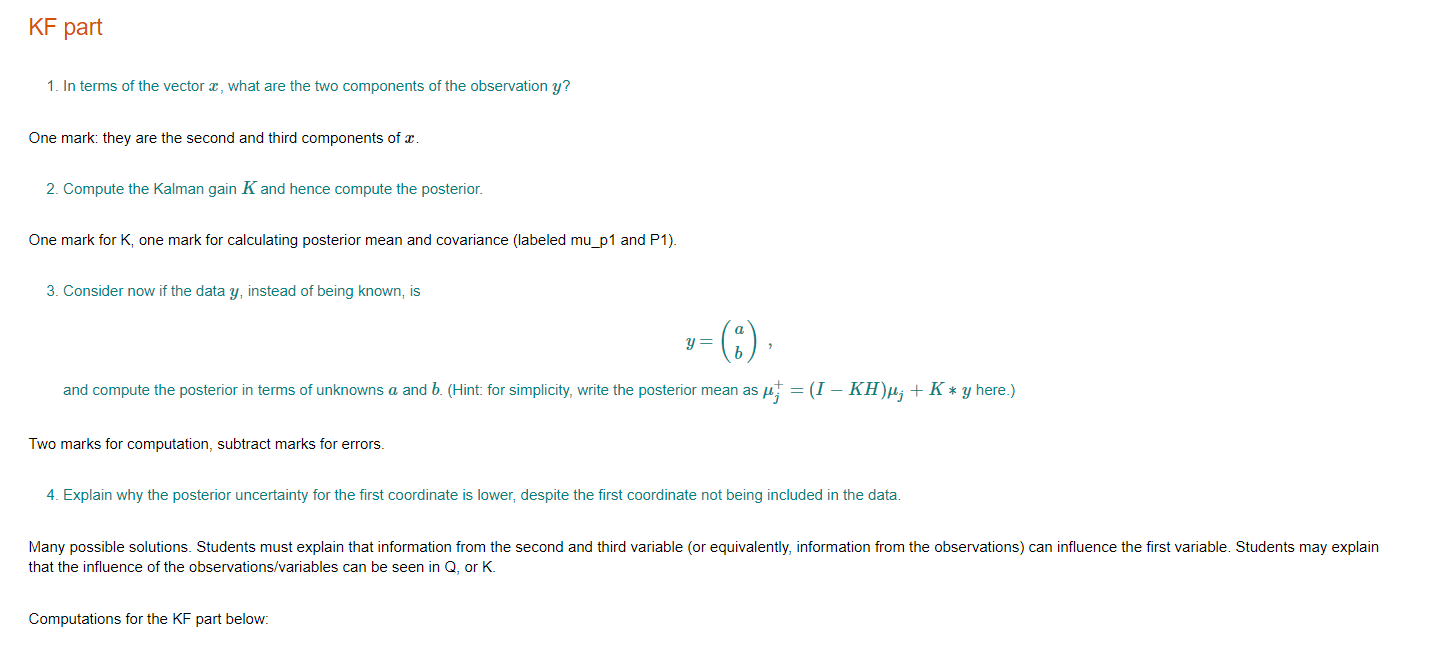 KF part
1. In terms of the vector x, what are the two components of the observation y?
One mark: they are the second and third components of x.
2. Compute the Kalman gain K and hence compute the posterior.
One mark for K, one mark for calculating posterior mean and covariance (labeled mu_p1 and P1).
3. Consider now if the data y, instead of being known, is
y = (a b),
and compute the posterior in terms of unknowns a and b. (Hint: for simplicity, write the posterior mean as μ_j^+ = (I − KH)μ_j + K ∗ y here.)
Two marks for computation, subtract marks for errors.
4. Explain why the posterior uncertainty for the first coordinate is lower, despite the first coordinate not being included in the data.
Many possible solutions. Students must explain that information from the second and third variable (or equivalently, information from the observations) can influence the first variable. Students may explain
that the influence of the observations/variables can be seen in Q, or K.
Computations for the KF part below: